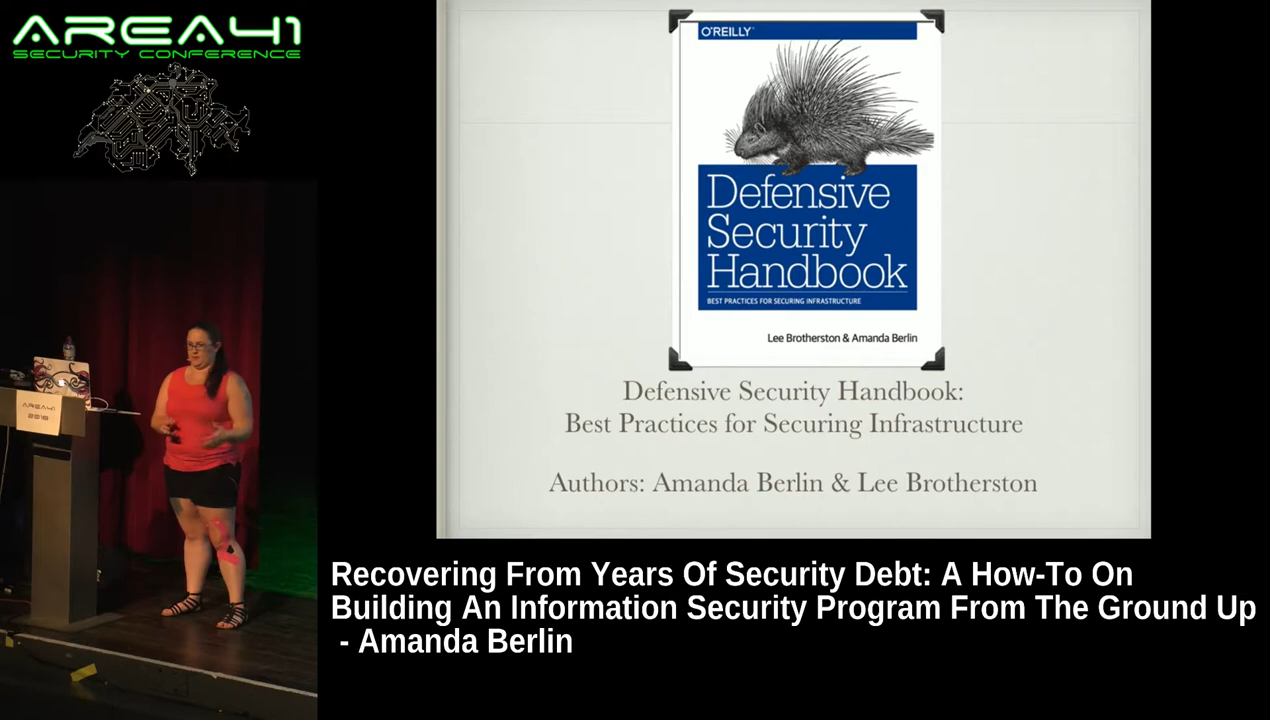 AREA41
SECURITY CONFERENCE
O'REILLY
Defensive
Security
Handbook
BEST PRACTICES FOR SECURING INFRASTRUCTURE
Lee Brotherston & Amanda Berlin
Defensive Security Handbook:
Best Practices for Securing Infrastructure
Authors: Amanda Berlin & Lee Brotherston
AREA41
2018
Recovering From Years Of Security Debt: A How-To On
Building An Information Security Program From The Ground Up
- Amanda Berlin